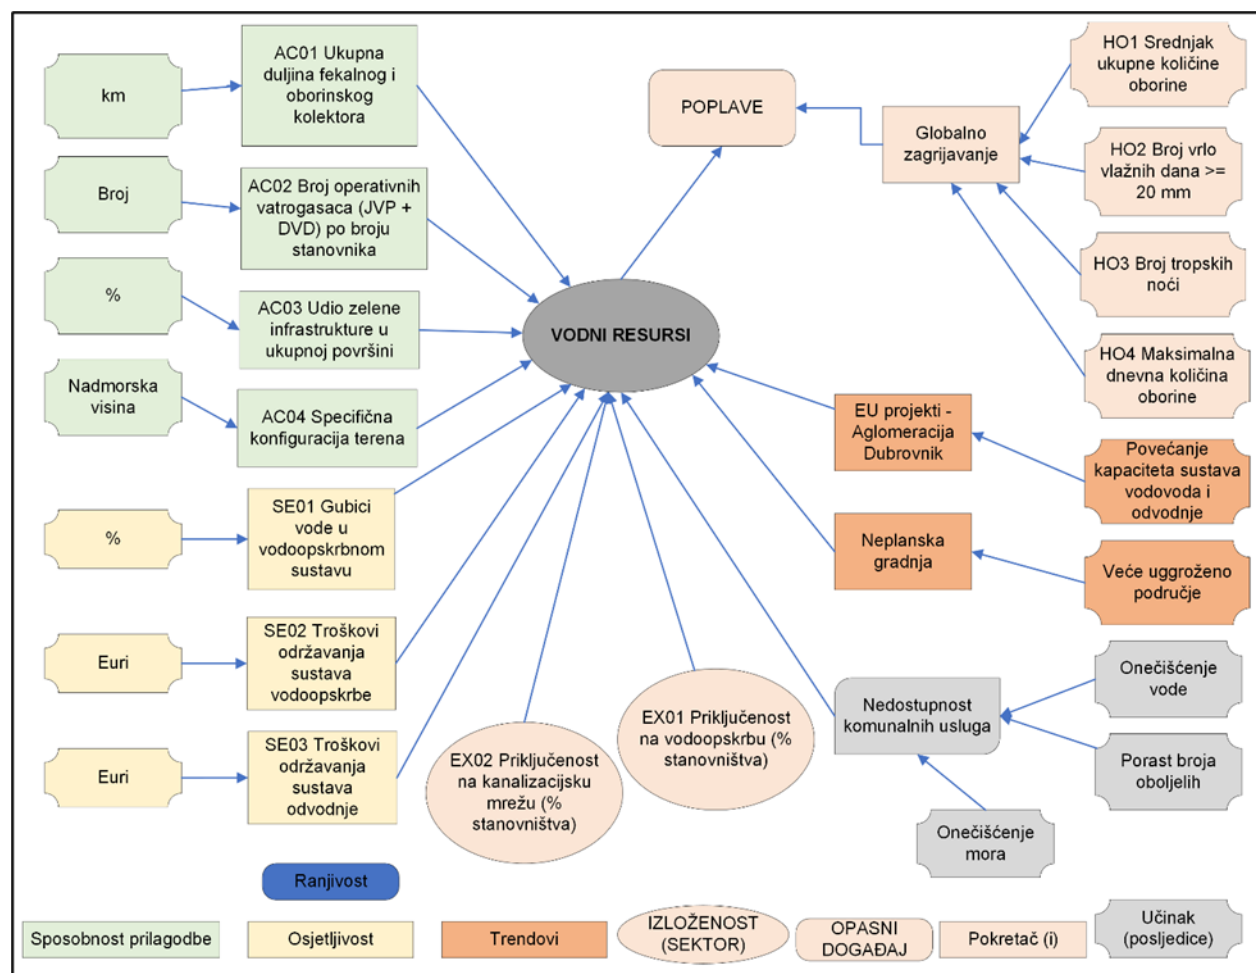 km
AC01 Ukupna
duljina fekalnog i
oborinskog
kolektora
POPLAVE
Globalno
zagrijavanje
HO1 Srednjak
ukupne količine
oborine
Broj
AC02 Broj operativnih
vatrogasaca (JVP +
DVD) po broju
stanovnika
HO2 Broj vrlo
vlažnih dana >=
20 mm
%
AC03 Udio zelene
infrastrukture u
ukupnoj površini
VODNI RESURSI
HO3 Broj tropskih
noći
Nadmorska
visina
AC04 Specifična
konfiguracija terena
HO4 Maksimalna
dnevna količina
oborine
EU projekti -
Aglomeracija
Dubrovnik
Povećanje
kapaciteta sustava
vodovoda i
odvodnje
%
SE01 Gubici
vode u
vodoopskrbnom
sustavu
Neplanska
gradnja
Veće uggroženo
područje
Euri
SE02 Troškovi
održavanja
sustava
vodoopskrbe
Onečišćenje
vode
Nedostupnost
komunalnih usluga
EX01 Priključenost
na vodoopskrbu (%
stanovništva)
Euri
SE03 Troškovi
održavanja
sustava
odvodnje
EX02 Priključenost
na kanalizacijsku
mrežu (%
stanovništva)
Porast broja
oboljelih
Onečišćenje
mora
Ranjivost
Sposobnost prilagodbe
Osjetljivost
Trendovi
IZLOŽENOST
(SEKTOR)
OPASNI
DOGAĐAJ
Pokretač (i)
Učinak
(posljedice)